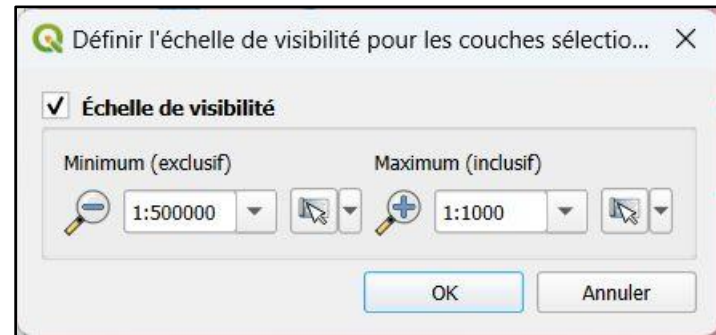 Définir l'échelle de visibilité pour les couches sélectio...
Échelle de visibilité
Minimum (exclusif) Maximum (inclusif)
1:500000 1:1000
OK Annuler